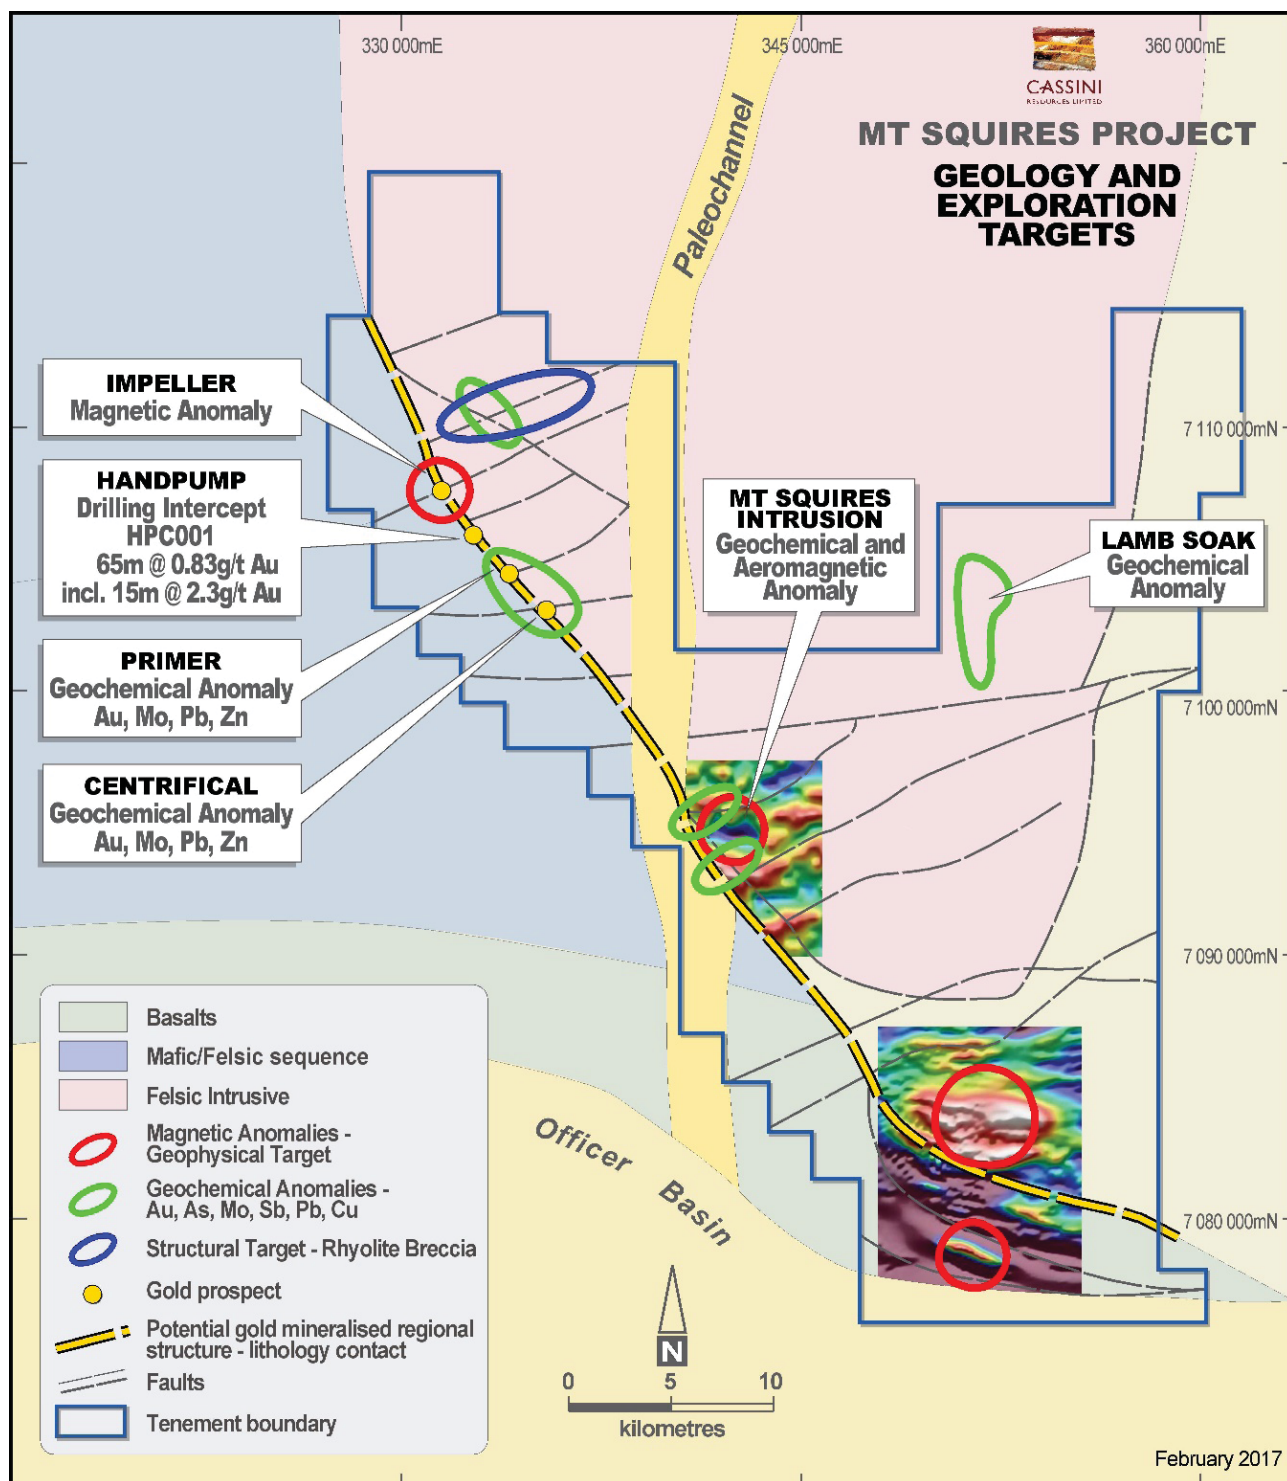 330 000mE
345 000mE
360 000mE
CASSINI
RESOURCES LIMITED
MT SQUIRES PROJECT
GEOLOGY AND
EXPLORATION
TARGETS
Paleochannel
IMPELLER
Magnetic Anomaly
HANDPUMP
Drilling Intercept
HPC001
65m @ 0.83g/t Au
incl. 15m @ 2.3g/t Au
PRIMER
Geochemical Anomaly
Au, Mo, Pb, Zn
CENTRIFICAL
Geochemical Anomaly
Au, Mo, Pb, Zn
MT SQUIRES
INTRUSION
Geochemical and
Aeromagnetic
Anomaly
LAMB SOAK
Geochemical
Anomaly
7 110 000mN
7 100 000mN
7 090 000mN
7 080 000mN
Officer Basin
Basalts
Mafic/Felsic sequence
Felsic Intrusive
Magnetic Anomalies -
Geophysical Target
Geochemical Anomalies -
Au, As, Mo, Sb, Pb, Cu
Structural Target - Rhyolite Breccia
Gold prospect
Potential gold mineralised regional
structure - lithology contact
Faults
Tenement boundary
N
0 5 10
kilometres
February 2017